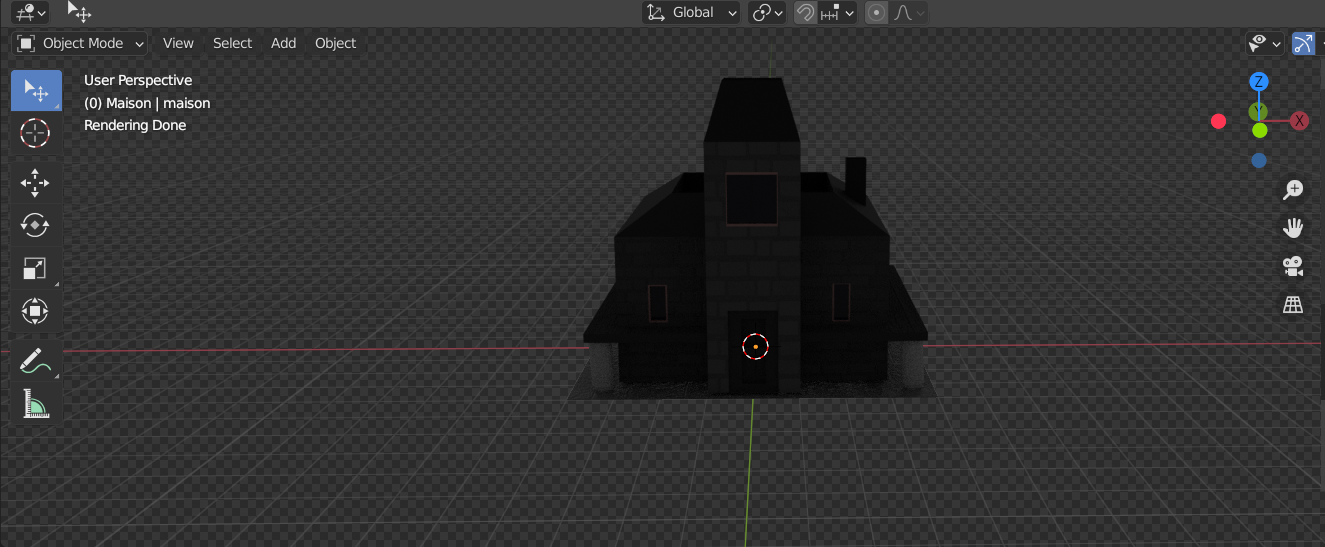 Global
Object Mode View Select Add Object
User Perspective
(0) Maison | maison
Rendering Done
Z
Y
X